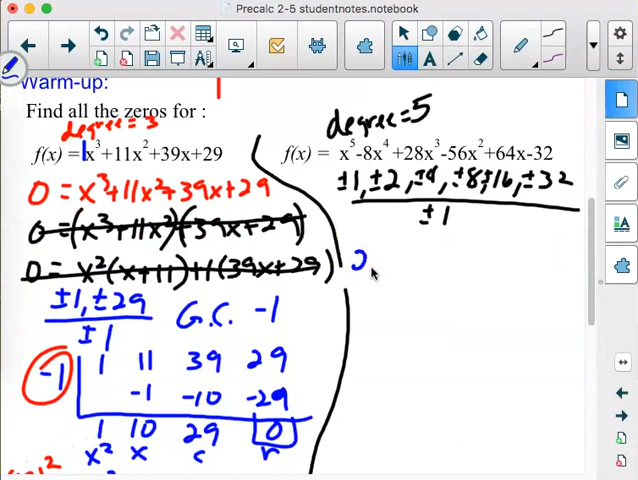 Precalc 2-5 studentnotes.notebook
Warm-up:
Find all the zeros for :
degree = 3
f(x) = 1x³+11x²+39x+29
0 = x³+11x²+39x+29
0=(x³+11x²)(39x+29)
0=x²(x+11)+1(39x+29)
±1,±29
±1
G.C. -1
-1 | 1 11 39 29
-1 -10 -29
1 10 29 0
x² x c r
degree=5
f(x) = x⁵-8x⁴+28x³-56x²+64x-32
±1,±2,±4,±8,±16,±32
±1